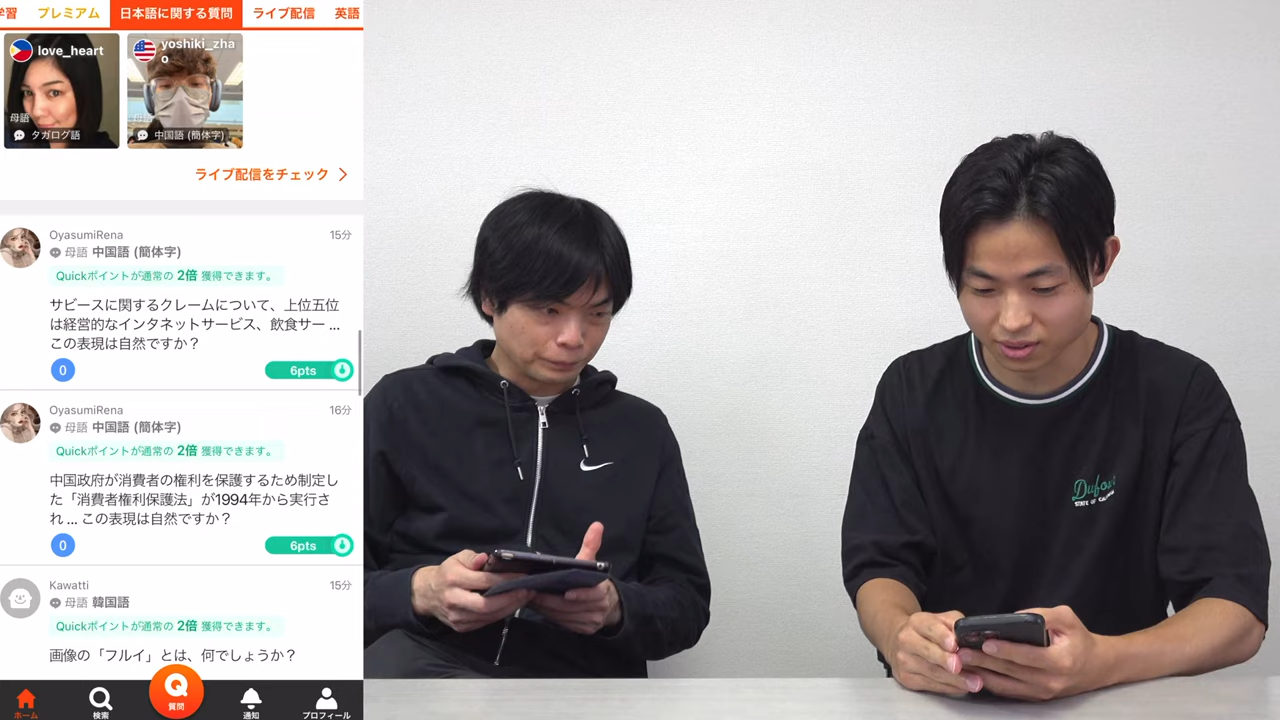 学習 プレミアム 日本語に関する質問 ライブ配信 英語
love_heart
母語
タガログ語
yoshiki_zha
o
母語
中国語 (簡体字)
ライブ配信をチェック
OyasumiRena 15分
母語 中国語 (簡体字)
Quickポイントが通常の 2倍 獲得できます。
サビースに関するクレームについて、上位五位
は経営的なインタネットサービス、飲食サー ...
この表現は自然ですか？
0 6pts
OyasumiRena 16分
母語 中国語 (簡体字)
Quickポイントが通常の 2倍 獲得できます。
中国政府が消費者の権利を保護するため制定し
た「消費者権利保護法」が1994年から実行さ
れ ... この表現は自然ですか？
0 6pts
Kawatti 15分
母語 韓国語
Quickポイントが通常の 2倍 獲得できます。
画像の「フルイ」とは、何でしょうか？
ホーム 検索 Q 質問 通知 プロフィール